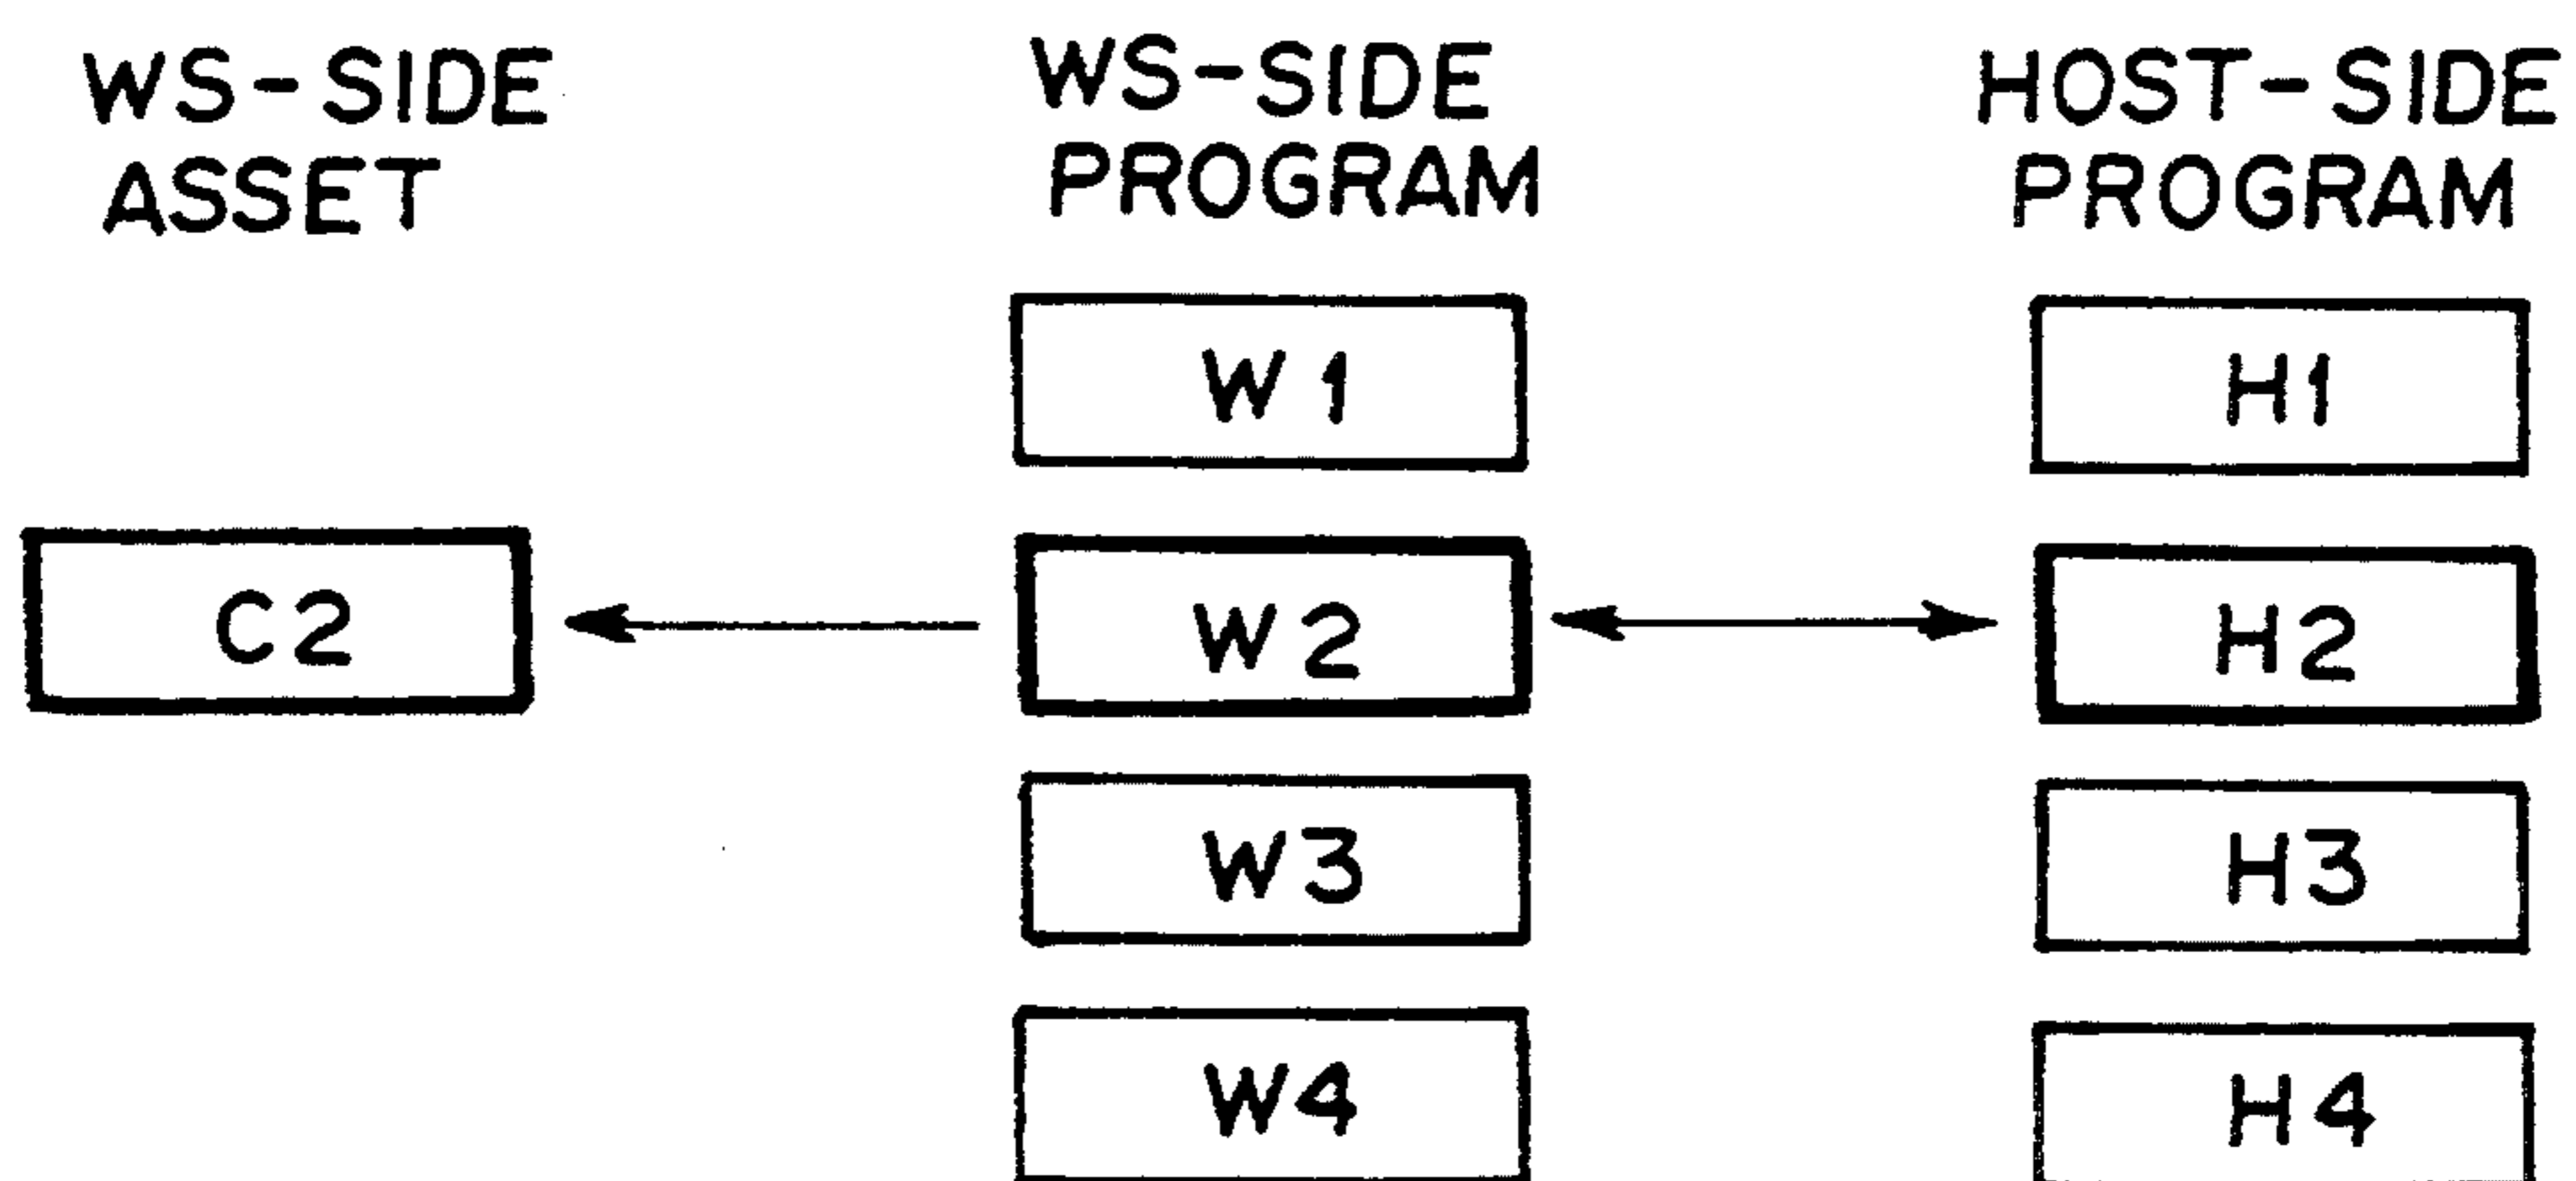 WS-SIDE
ASSET
WS-SIDE
PROGRAM
HOST-SIDE
PROGRAM
W1
H1
C2
W2
H2
W3
H3
W4
H4